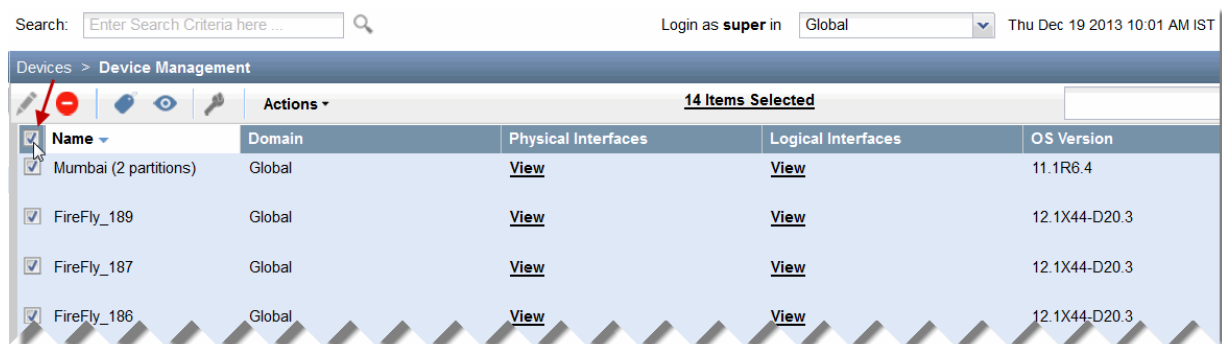 Search: Enter Search Criteria here ... Login as super in Global Thu Dec 19 2013 10:01 AM IST
Devices > Device Management
Actions 14 Items Selected
Name Domain Physical Interfaces Logical Interfaces OS Version
Mumbai (2 partitions) Global View View 11.1R6.4
FireFly_189 Global View View 12.1X44-D20.3
FireFly_187 Global View View 12.1X44-D20.3
FireFly_186 Global View View 12.1X44-D20.3